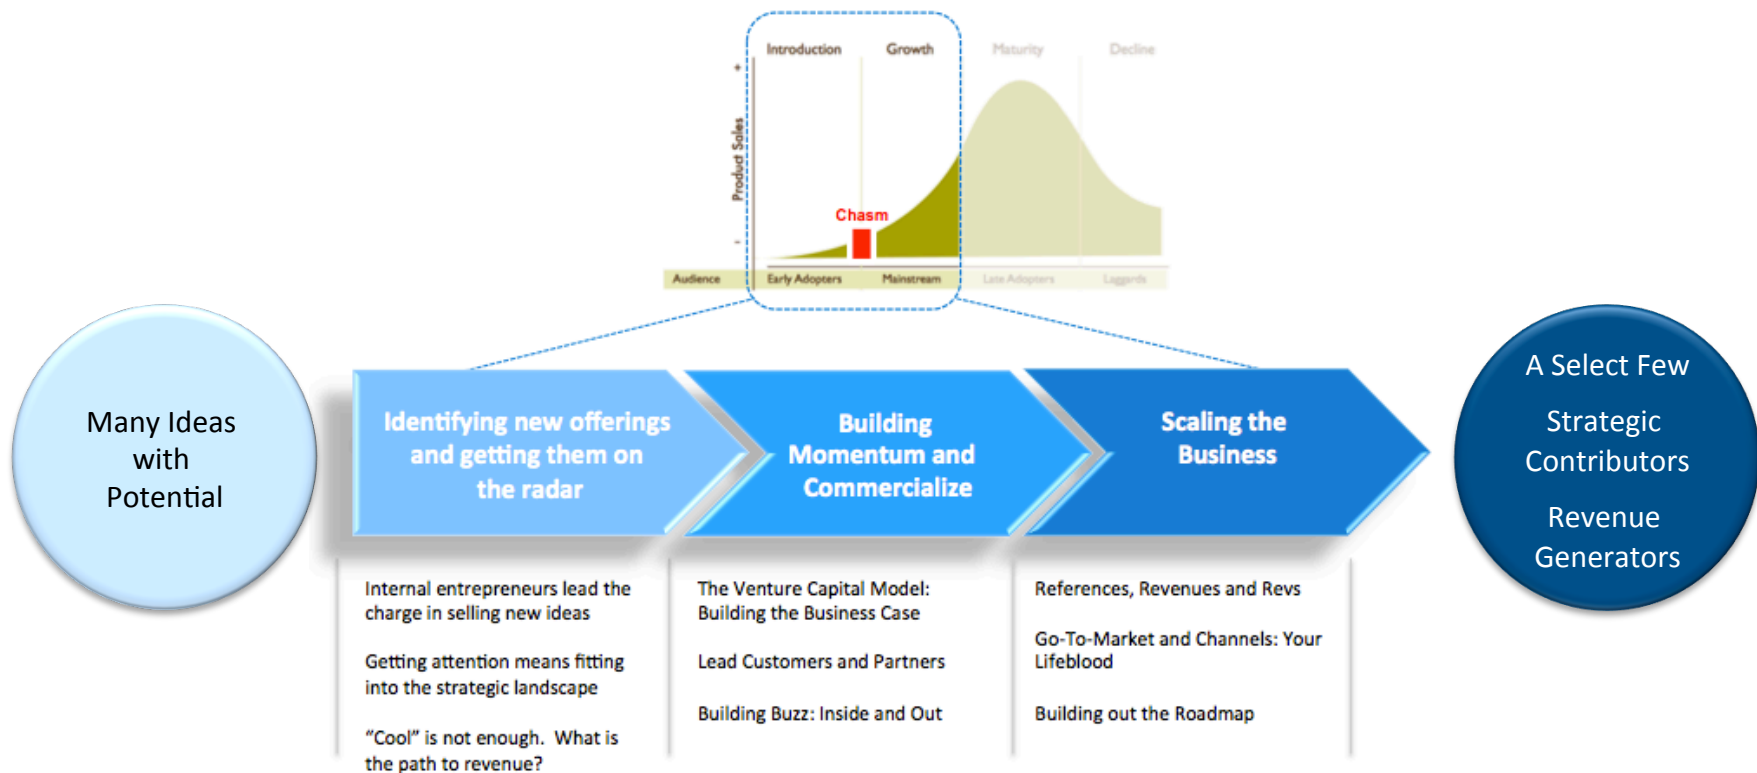 Introduction
Growth
Maturity
Decline
+
Product Sales
-
Chasm
Audience
Early Adopters
Mainstream
Late Adopters
Laggards
Many Ideas
with
Potential
Identifying new offerings
and getting them on
the radar
Building
Momentum and
Commercialize
Scaling the
Business
A Select Few
Strategic
Contributors
Revenue
Generators
Internal entrepreneurs lead the
charge in selling new ideas
Getting attention means fitting
into the strategic landscape
“Cool” is not enough. What is
the path to revenue?
The Venture Capital Model:
Building the Business Case
Lead Customers and Partners
Building Buzz: Inside and Out
References, Revenues and Revs
Go-To-Market and Channels: Your
Lifeblood
Building out the Roadmap